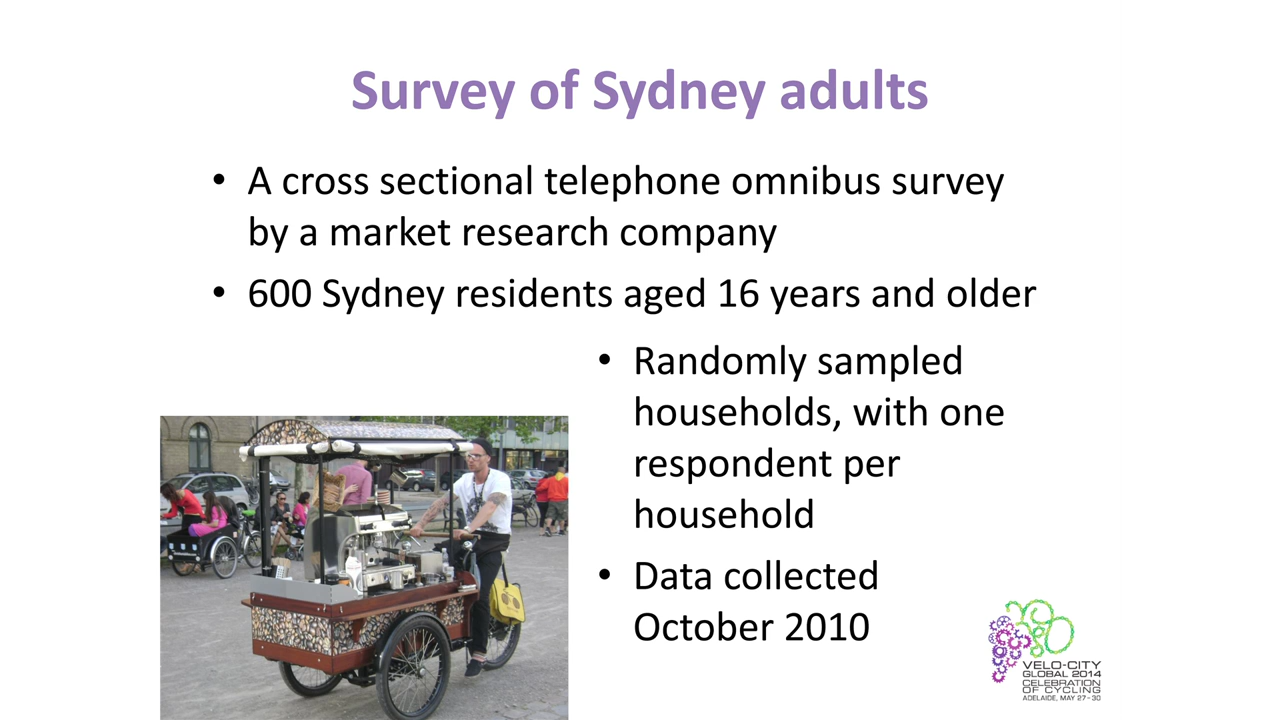 Survey of Sydney adults
• A cross sectional telephone omnibus survey
by a market research company
• 600 Sydney residents aged 16 years and older
• Randomly sampled
households, with one
respondent per
household
• Data collected
October 2010
VELO-CITY
GLOBAL 2014
CELEBRATION
OF CYCLING
ADELAIDE, MAY 27-30